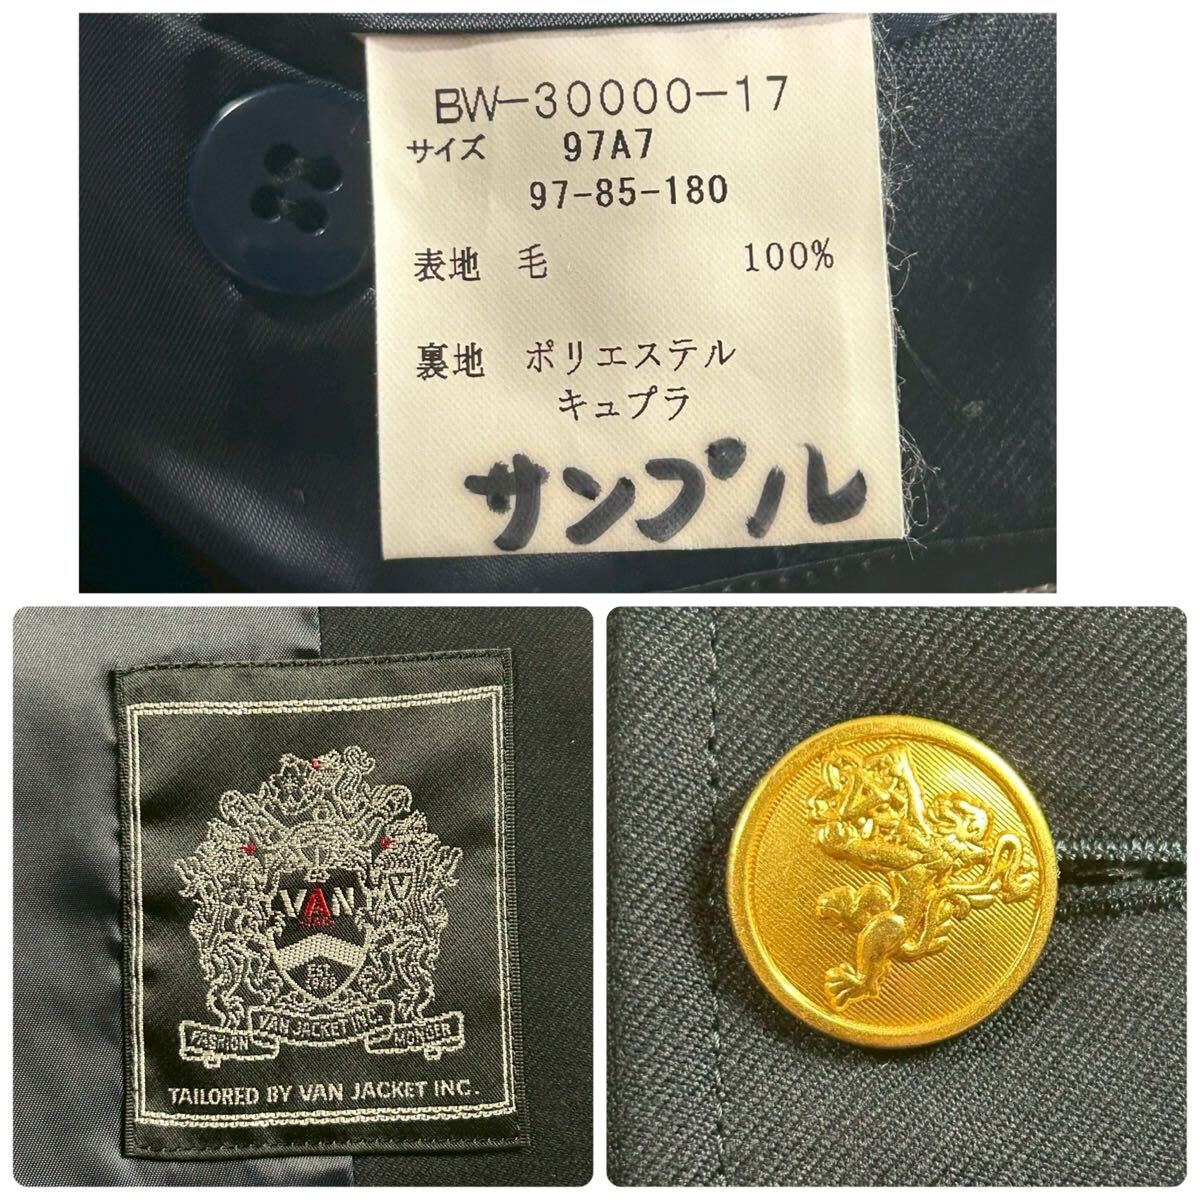 BW-30000-17
サイズ 97A7
97-85-180
表地 毛 100%
裏地 ポリエステル
キュプラ
サンプル
VAN
EST.
1948
FASHION VAN JACKET INC. MONGER
TAILORED BY VAN JACKET INC.